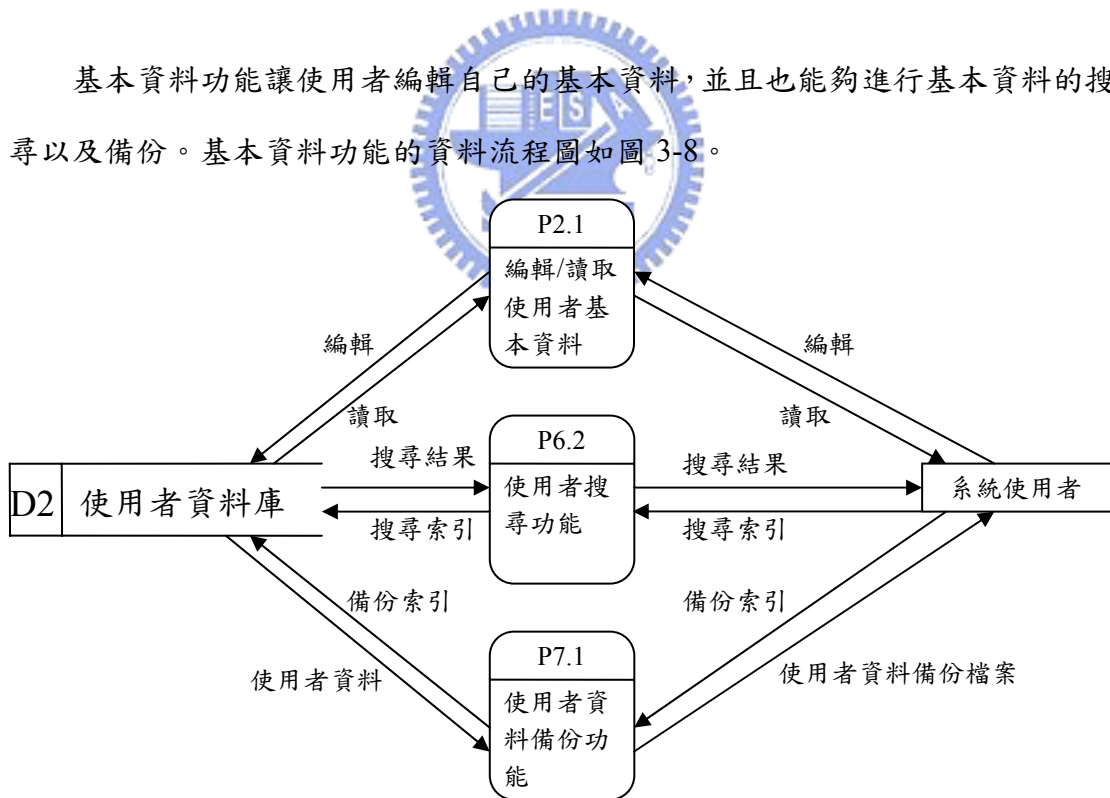 基本資料功能讓使用者編輯自己的基本資料，並且也能夠進行基本資料的搜
尋以及備份。基本資料功能的資料流程圖如圖 3-8。
ESA
P2.1
編輯/讀取
使用者基
本資料
編輯
編輯
讀取
讀取
P6.2
使用者搜
尋功能
搜尋結果
搜尋結果
D2 使用者資料庫
系統使用者
搜尋索引
搜尋索引
備份索引
備份索引
P7.1
使用者資
料備份功
能
使用者資料
使用者資料備份檔案